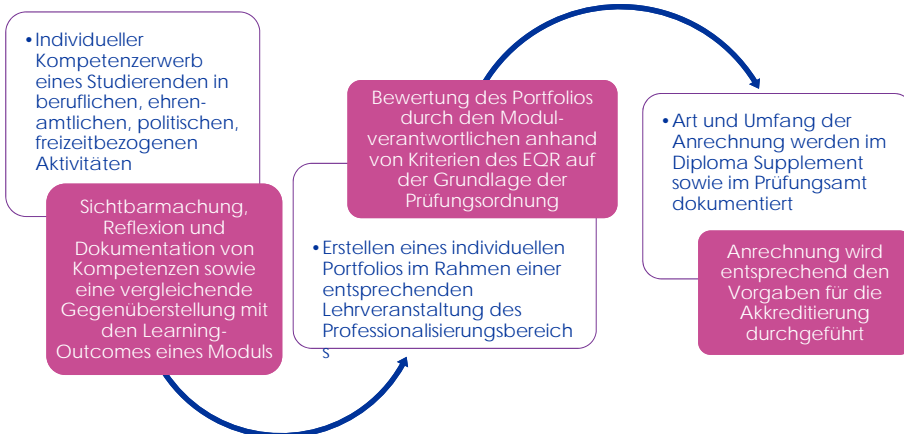 •Individueller
Kompetenzerwerb
eines Studierenden in
beruflichen, ehren-
amtlichen, politischen,
freizeitbezogenen
Aktivitäten
Sichtbarmachung,
Reflexion und
Dokumentation von
Kompetenzen sowie
eine vergleichende
Gegenüberstellung mit
den Learning-
Outcomes eines Moduls
Bewertung des Portfolios
durch den Modul-
verantwortlichen anhand
von Kriterien des EQR auf
der Grundlage der
Prüfungsordnung
•Erstellen eines individuellen
Portfolios im Rahmen einer
entsprechenden
Lehrveranstaltung des
Professionalisierungsbereich
s
•Art und Umfang der
Anrechnung werden im
Diploma Supplement
sowie im Prüfungsamt
dokumentiert
Anrechnung wird
entsprechend den
Vorgaben für die
Akkreditierung
durchgeführt